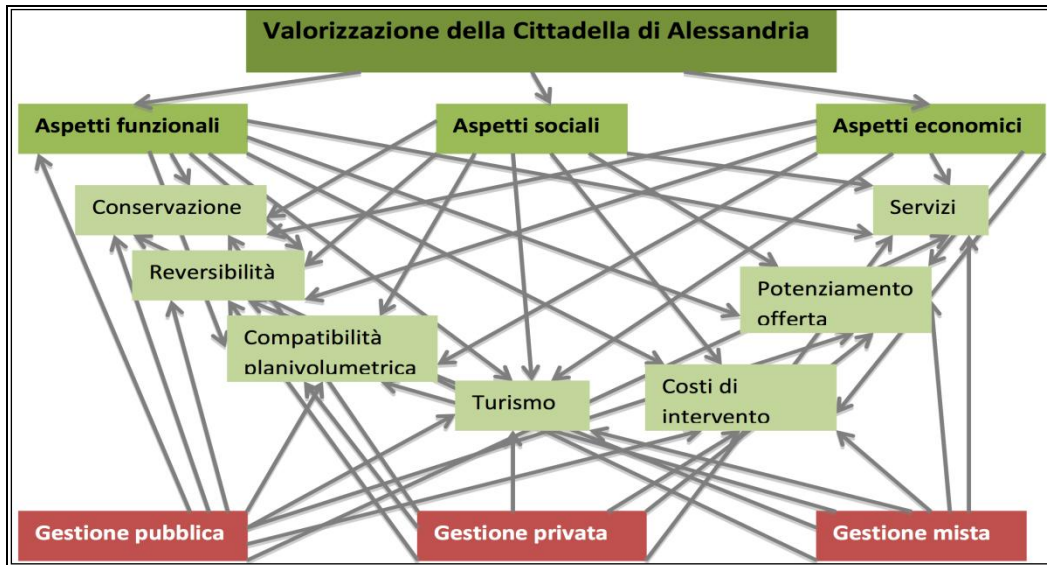 Valorizzazione della Cittadella di Alessandria
Aspetti funzionali
Aspetti sociali
Aspetti economici
Conservazione
Servizi
Reversibilità
Potenziamento
offerta
Compatibilità
planivolumetrica
Turismo
Costi di
intervento
Gestione pubblica
Gestione privata
Gestione mista